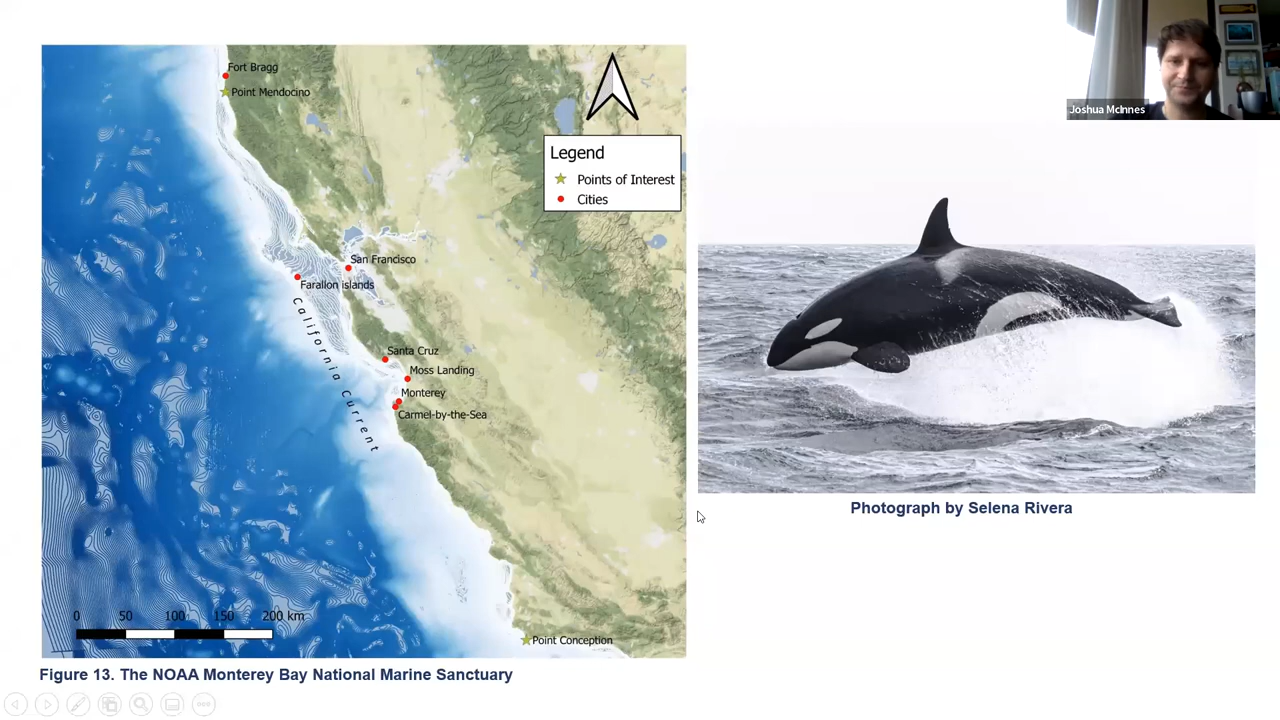 Joshua McInnes
Fort Bragg
Point Mendocino
Legend
Points of Interest
Cities
San Francisco
Farallon islands
California Current
Santa Cruz
Moss Landing
Monterey
Carmel-by-the-Sea
Photograph by Selena Rivera
0 50 100 150 200 km
Point Conception
Figure 13. The NOAA Monterey Bay National Marine Sanctuary